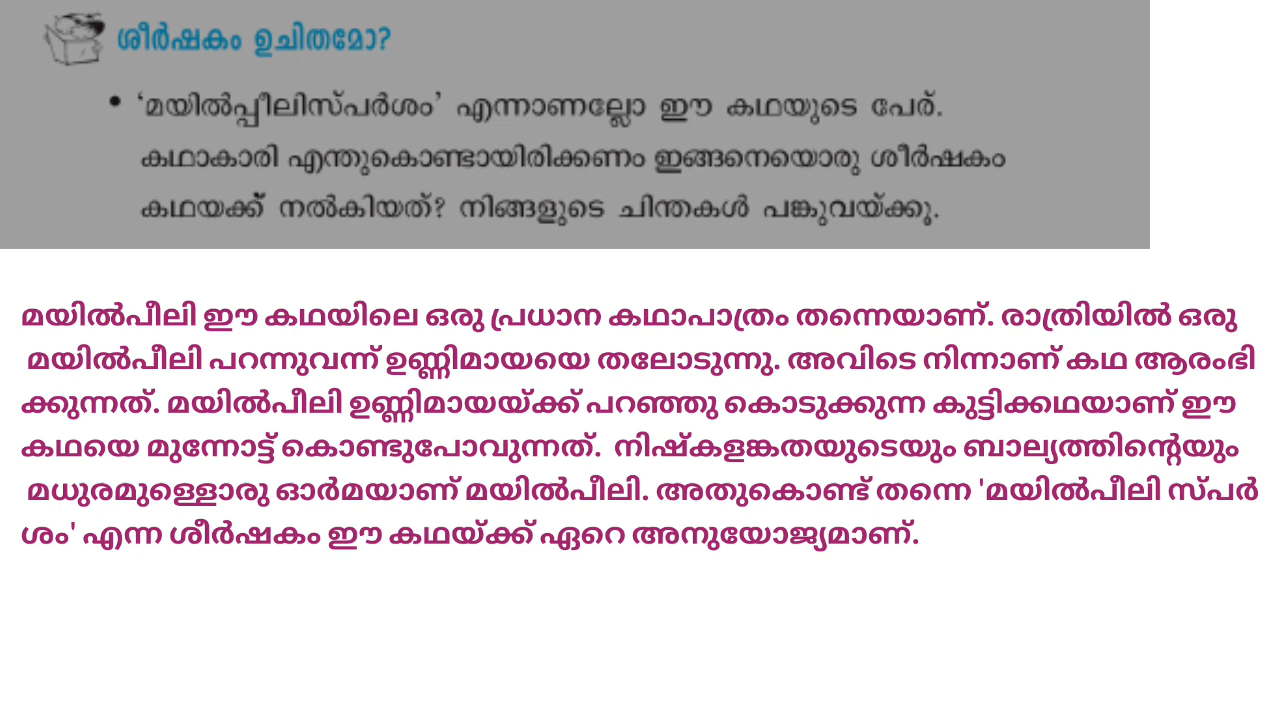 ശീർഷകം ഉചിതമോ?
• ‘മയിൽപ്പീലിസ്പർശം’ എന്നാണല്ലോ ഈ കഥയുടെ പേര്.
കഥാകാരി എന്തുകൊണ്ടായിരിക്കണം ഇങ്ങനെയൊരു ശീർഷകം
കഥയക്ക് നൽകിയത്? നിങ്ങളുടെ ചിന്തകൾ പങ്കുവയ്ക്കൂ.
മയിൽപീലി ഈ കഥയിലെ ഒരു പ്രധാന കഥാപാത്രം തന്നെയാണ്. രാത്രിയിൽ ഒരു
മയിൽപീലി പറന്നുവന്ന് ഉണ്ണിമായയെ തലോടുന്നു. അവിടെ നിന്നാണ് കഥ ആരംഭി
ക്കുന്നത്. മയിൽപീലി ഉണ്ണിമായയ്ക്ക് പറഞ്ഞു കൊടുക്കുന്ന കുട്ടിക്കഥയാണ് ഈ
കഥയെ മുന്നോട്ട് കൊണ്ടുപോവുന്നത്. നിഷ്കളങ്കതയുടെയും ബാല്യത്തിന്റെയും
മധുരമുള്ളൊരു ഓർമയാണ് മയിൽപീലി. അതുകൊണ്ട് തന്നെ 'മയിൽപീലി സ്പർ
ശം' എന്ന ശീർഷകം ഈ കഥയ്ക്ക് ഏറെ അനുയോജ്യമാണ്.